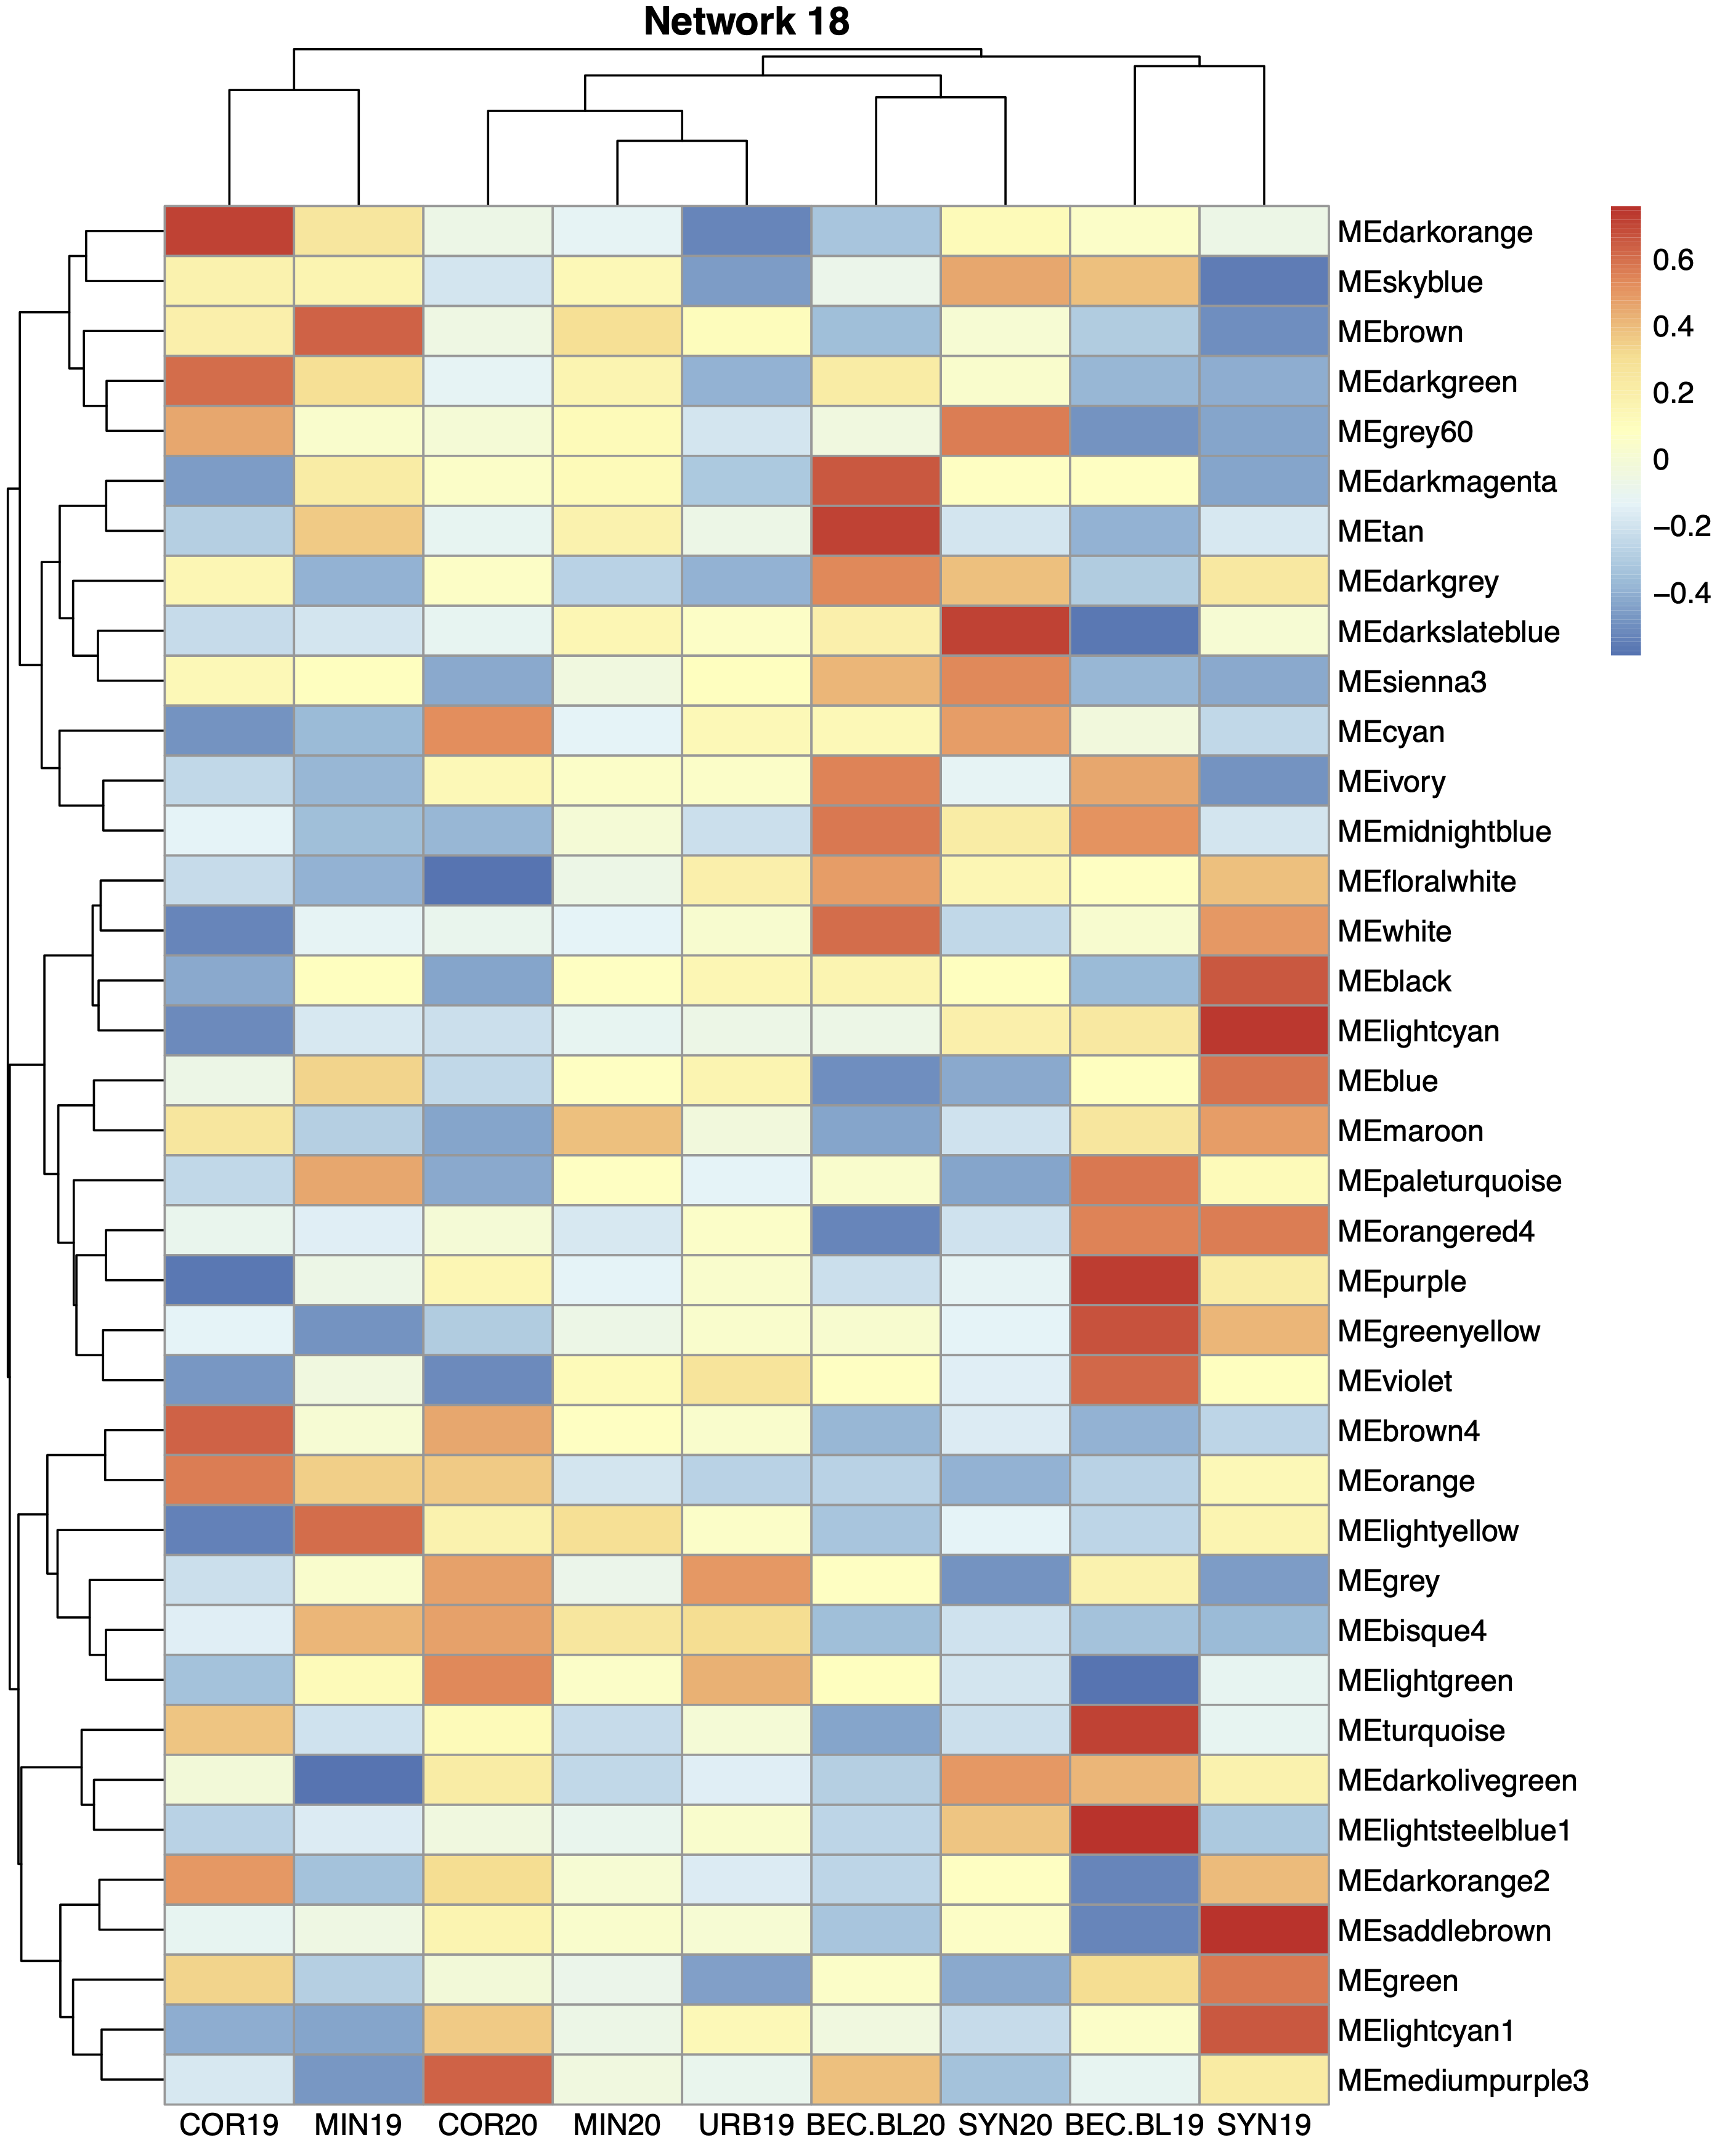 Network 18
MEdarkorange
MEskyblue
MEbrown
MEdarkgreen
MEgrey60
MEdarkmagenta
MEtan
MEdarkgrey
MEdarkslateblue
MEsienna3
MEcyan
MEivory
MEmidnightblue
MEfloralwhite
MEwhite
MEblack
MElightcyan
MEblue
MEmaroon
MEpaleturquoise
MEorangered4
MEpurple
MEgreenyellow
MEviolet
MEbrown4
MEorange
MElightyellow
MEgrey
MEbisque4
MElightgreen
MEturquoise
MEdarkolivegreen
MElightsteelblue1
MEdarkorange2
MEsaddlebrown
MEgreen
MElightcyan1
MEmediumpurple3
COR19 MIN19 COR20 MIN20 URB19 BEC.BL20 SYN20 BEC.BL19 SYN19
0.6
0.4
0.2
0
−0.2
−0.4